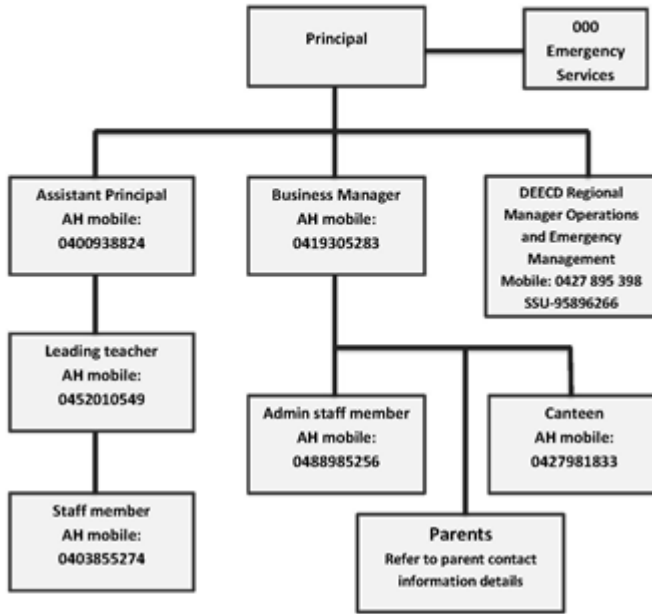 Principal
000
Emergency
Services
Assistant Principal
AH mobile:
0400938824
Business Manager
AH mobile:
0419305283
DEECD Regional
Manager Operations
and Emergency
Management
Mobile: 0427 895 398
SSU-95896266
Leading teacher
AH mobile:
0452010549
Admin staff member
AH mobile:
0488985256
Canteen
AH mobile:
0427981833
Staff member
AH mobile:
0403855274
Parents
Refer to parent contact
information details